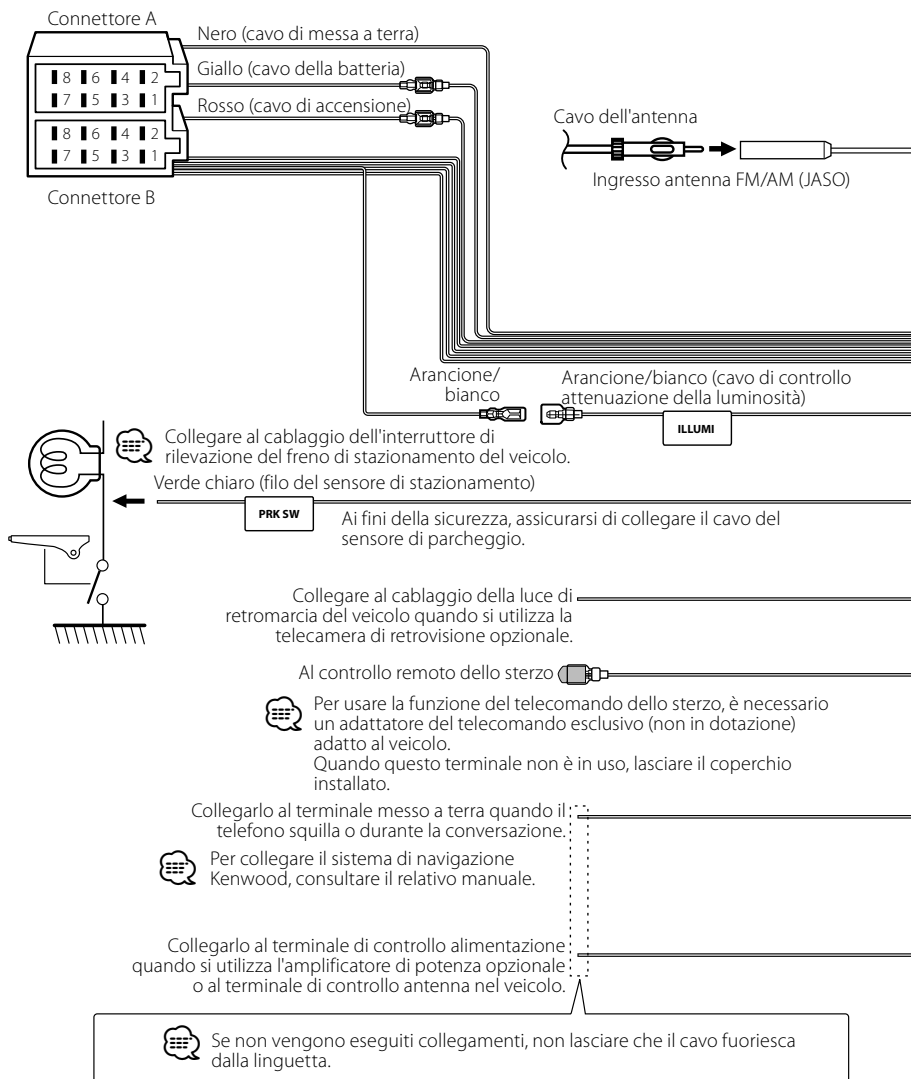 Connettore A
Nero (cavo di messa a terra)
Giallo (cavo della batteria)
Rosso (cavo di accensione)
8 6 4 2
7 5 3 1
8 6 4 2
7 5 3 1
Connettore B
Cavo dell'antenna
Ingresso antenna FM/AM (JASO)
Arancione/
bianco
Arancione/bianco (cavo di controllo
attenuazione della luminosità)
ILLUMI
Collegare al cablaggio dell'interruttore di
rilevazione del freno di stazionamento del veicolo.
Verde chiaro (filo del sensore di stazionamento)
PRK SW
Ai fini della sicurezza, assicurarsi di collegare il cavo del
sensore di parcheggio.
Collegare al cablaggio della luce di
retromarcia del veicolo quando si utilizza la
telecamera di retrovisione opzionale.
Al controllo remoto dello sterzo
Per usare la funzione del telecomando dello sterzo, è necessario
un adattatore del telecomando esclusivo (non in dotazione)
adatto al veicolo.
Quando questo terminale non è in uso, lasciare il coperchio
installato.
Collegarlo al terminale messo a terra quando il
telefono squilla o durante la conversazione.
Per collegare il sistema di navigazione
Kenwood, consultare il relativo manuale.
Collegarlo al terminale di controllo alimentazione
quando si utilizza l'amplificatore di potenza opzionale
o al terminale di controllo antenna nel veicolo.
Se non vengono eseguiti collegamenti, non lasciare che il cavo fuoriesca
dalla linguetta.